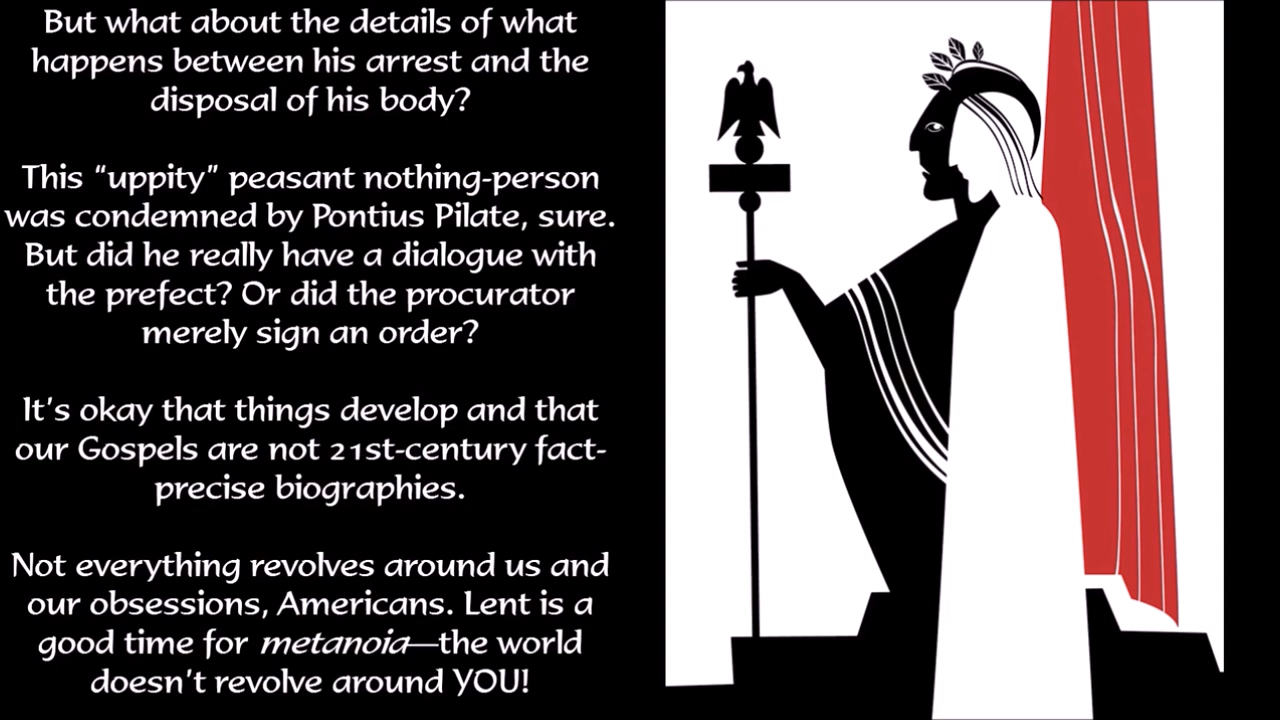 But what about the details of what
happens between his arrest and the
disposal of his body?
This “uppity” peasant nothing-person
was condemned by Pontius Pilate, sure.
But did he really have a dialogue with
the prefect? Or did the procurator
merely sign an order?
It's okay that things develop and that
our Gospels are not 21st-century fact-
precise biographies.
Not everything revolves around us and
our obsessions, Americans. Lent is a
good time for metanoia—the world
doesn't revolve around YOU!